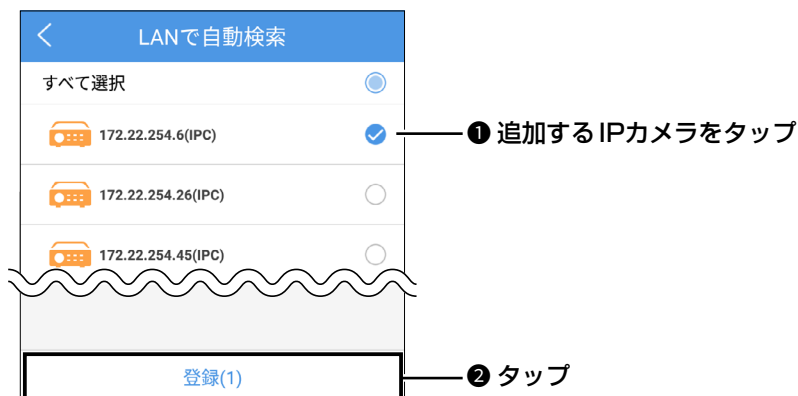 LANで自動検索
すべて選択
172.22.254.6(IPC)
❶ 追加するIPカメラをタップ
172.22.254.26(IPC)
172.22.254.45(IPC)
登録(1)
❷ タップ